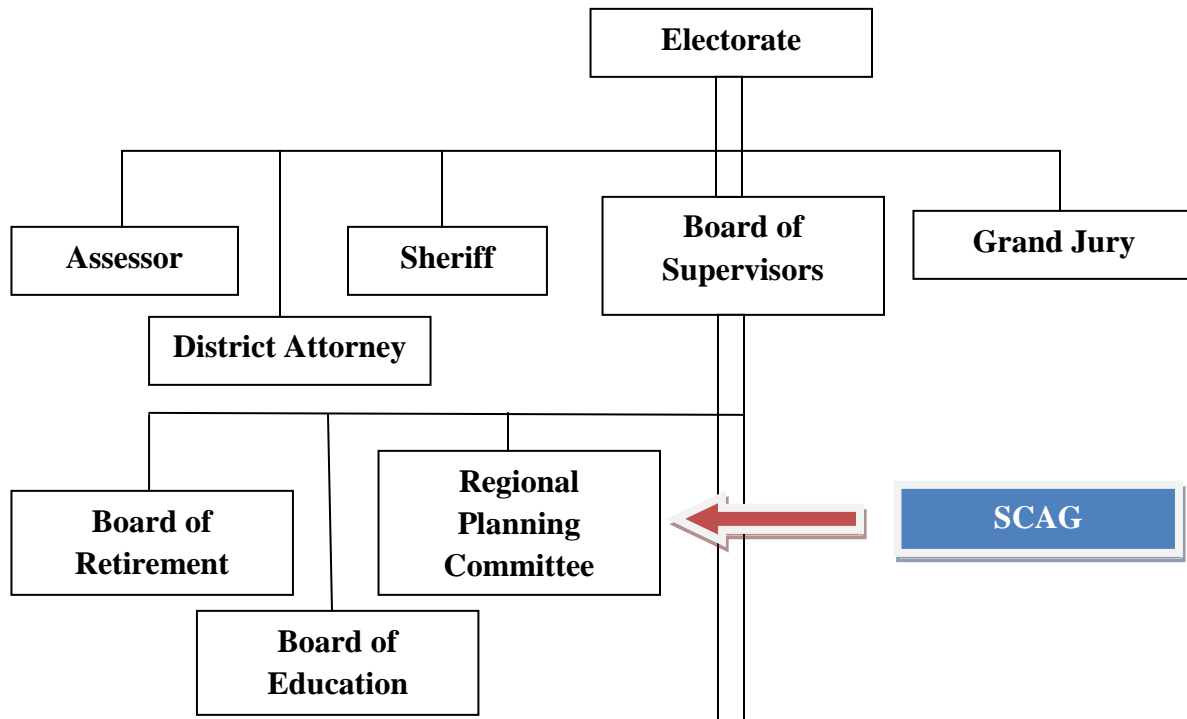 Electorate
Assessor
Sheriff
Board of
Supervisors
Grand Jury
District Attorney
Board of
Retirement
Regional
Planning
Committee
SCAG
Board of
Education